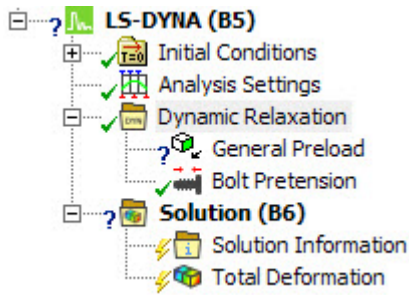 LS-DYNA (B5)
Initial Conditions
Analysis Settings
Dynamic Relaxation
General Preload
Bolt Pretension
Solution (B6)
Solution Information
Total Deformation